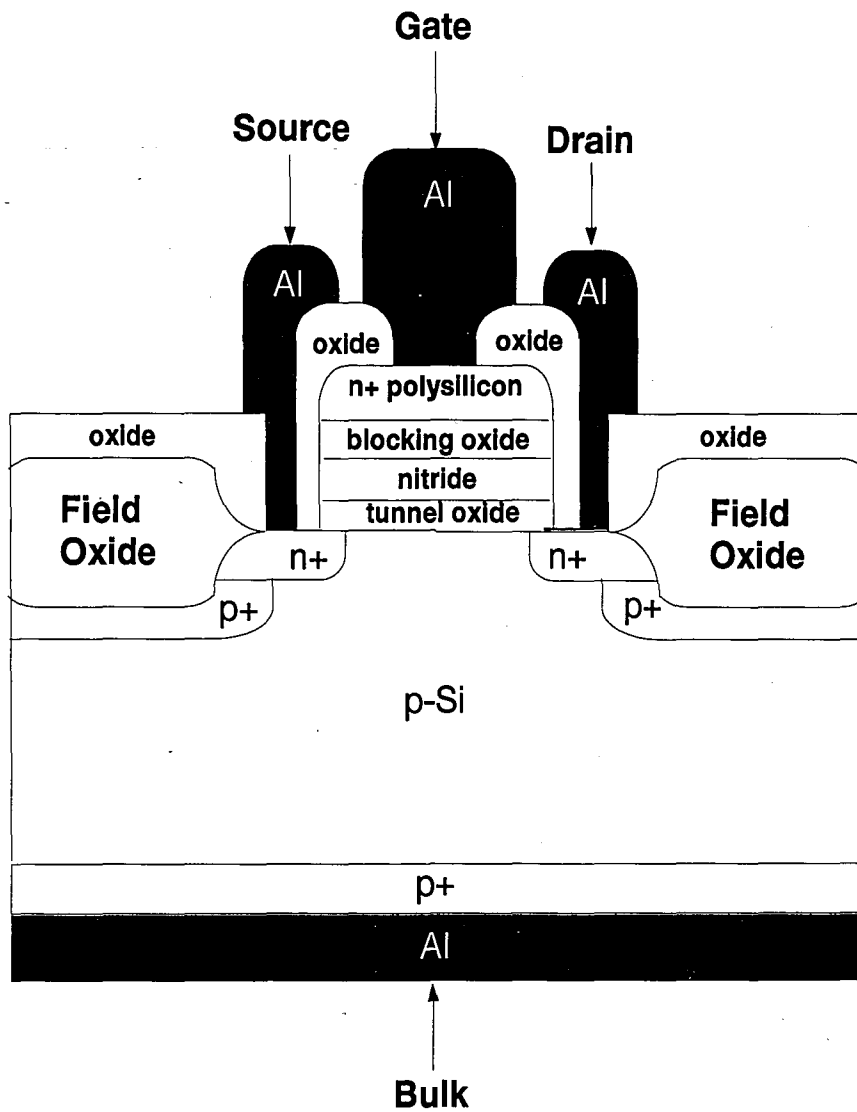 Gate
Source
Drain
Al
Al
Al
oxide
oxide
n+ polysilicon
oxide
blocking oxide
oxide
nitride
Field
Oxide
tunnel oxide
Field
Oxide
n+
n+
p+
p+
p-Si
p+
Al
Bulk